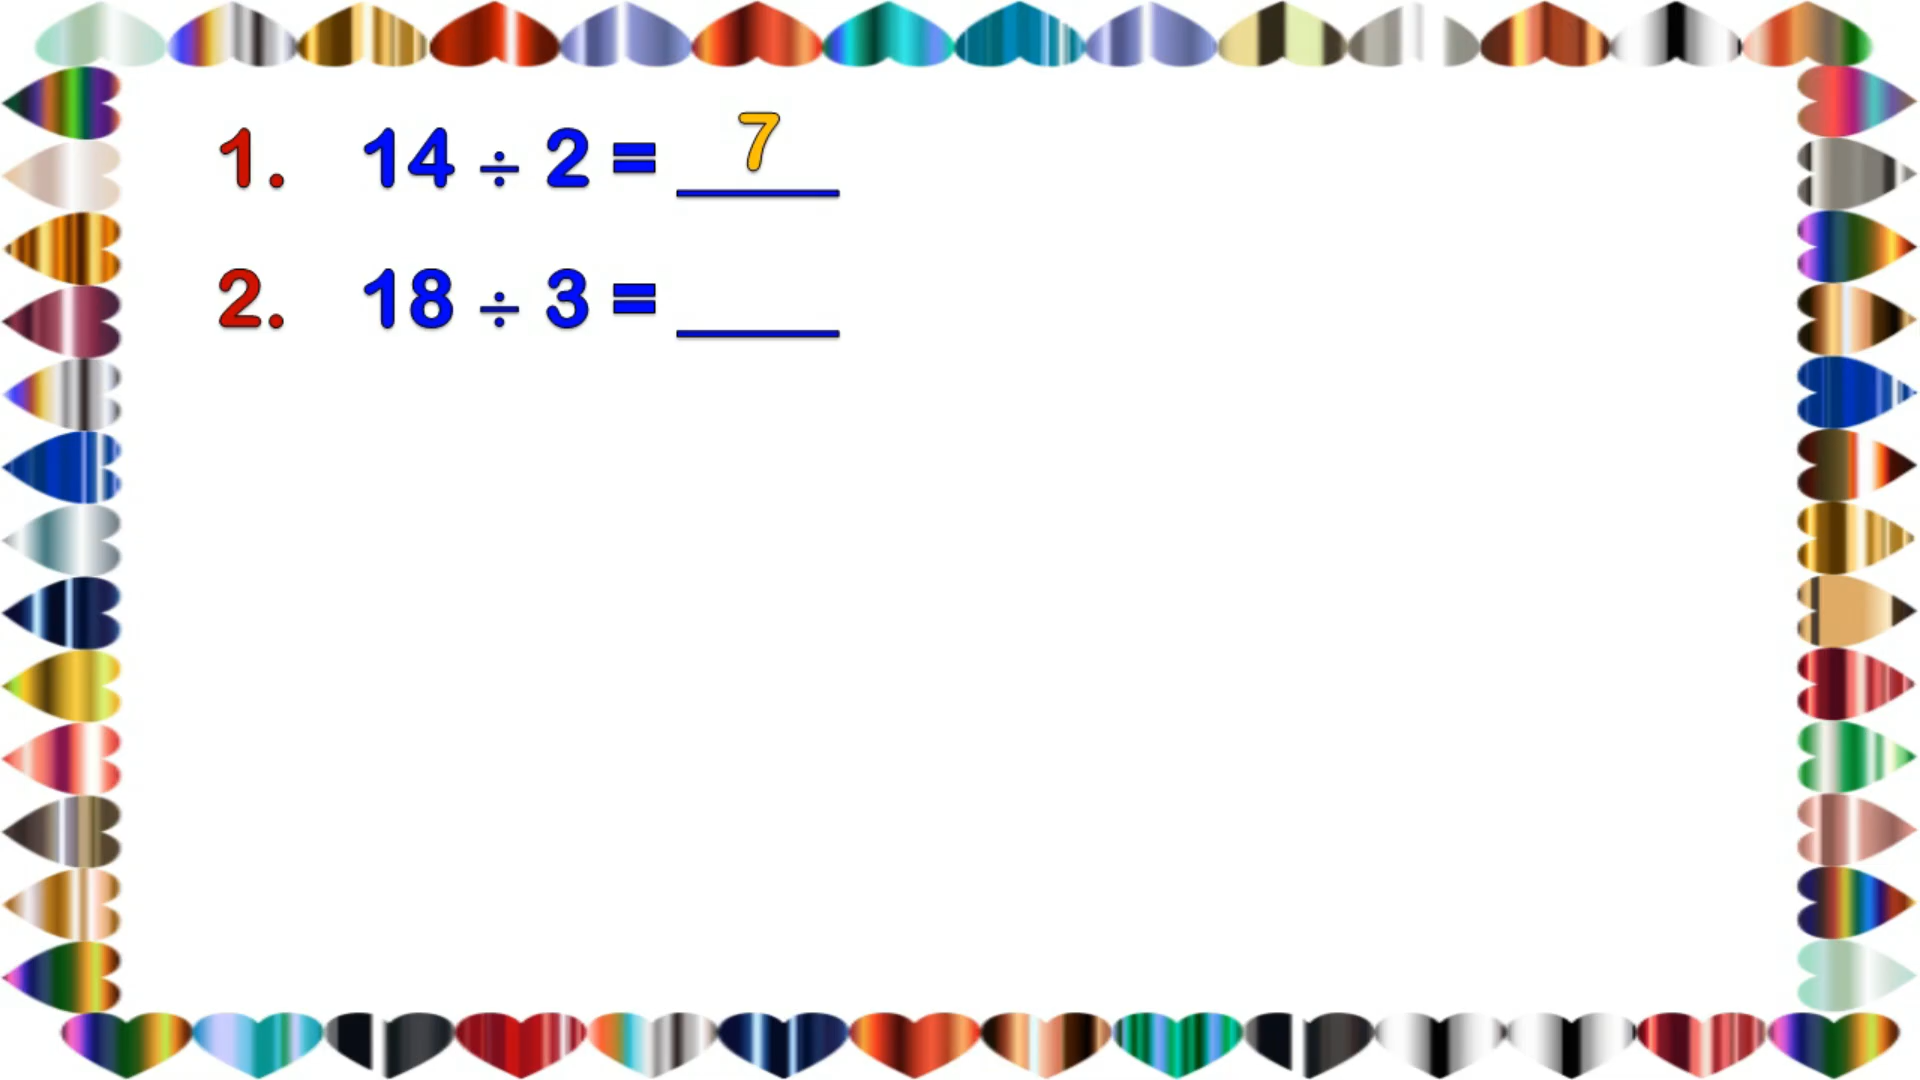 1. 14 ÷ 2 = 7
2. 18 ÷ 3 = ____